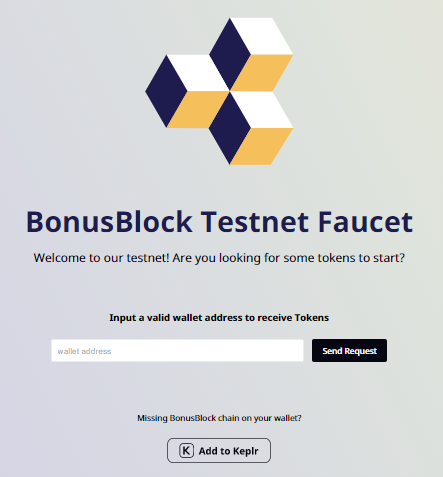 BonusBlock Testnet Faucet
Welcome to our testnet! Are you looking for some tokens to start?
Input a valid wallet address to receive Tokens
wallet address
Send Request
Missing BonusBlock chain on your wallet?
K Add to Keplr